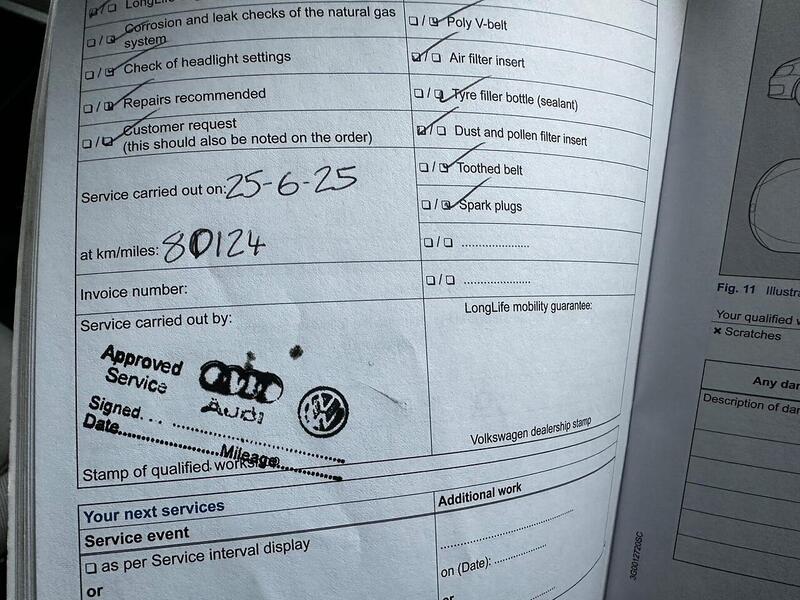 ❑ / ❑ Corrosion and leak checks of the natural gas
system
❑ / ❑ Check of headlight settings
❑ / ❑ Repairs recommended
❑ / ❑ Customer request
(this should also be noted on the order)
Service carried out on: 25-6-25
at km/miles: 80124
Invoice number:
Service carried out by:
Approved
Service
Audi
Signed...
Date...
Mileage
Stamp of qualified
❑ / ❑ Poly V-belt
❑ / ❑ Air filter insert
❑ / ❑ Tyre filler bottle (sealant)
❑ / ❑ Dust and pollen filter insert
❑ / ❑ Toothed belt
❑ / ❑ Spark plugs
❑ / ❑ .....................
❑ / ❑ .....................
LongLife mobility guarantee:
Volkswagen dealership stamp
Your next services
Service event
❑ as per Service interval display
or
Additional work
on (Date): ...............
or
3G0012720SC
Fig. 11 Illustra
Your qualified w
× Scratches
Any da
Description of da